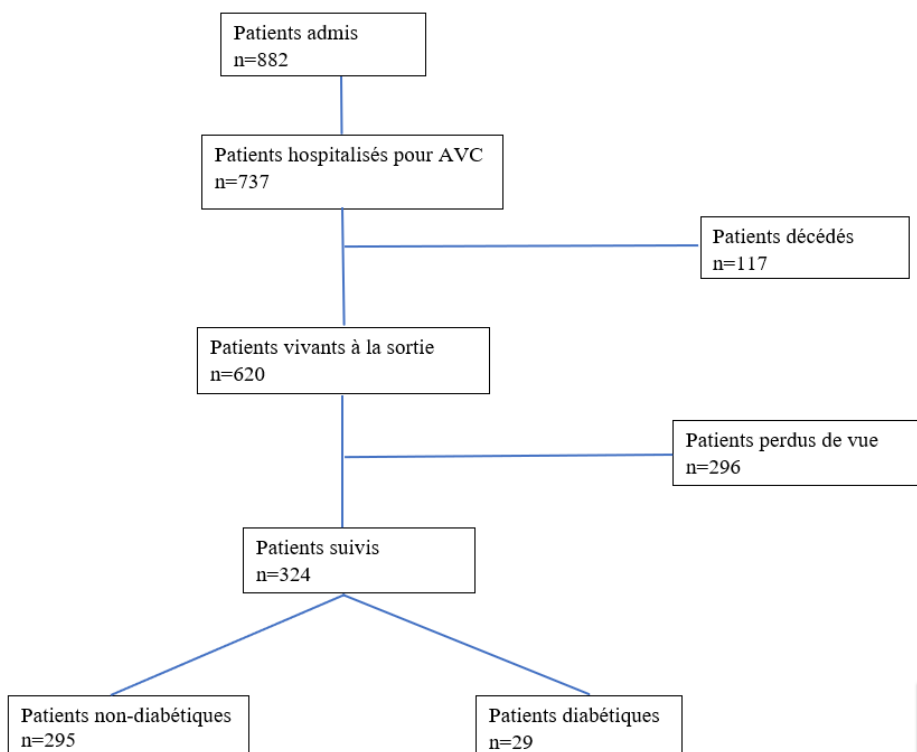 Patients admis
n=882
Patients hospitalisés pour AVC
n=737
Patients décédés
n=117
Patients vivants à la sortie
n=620
Patients perdus de vue
n=296
Patients suivis
n=324
Patients non-diabétiques
n=295
Patients diabétiques
n=29